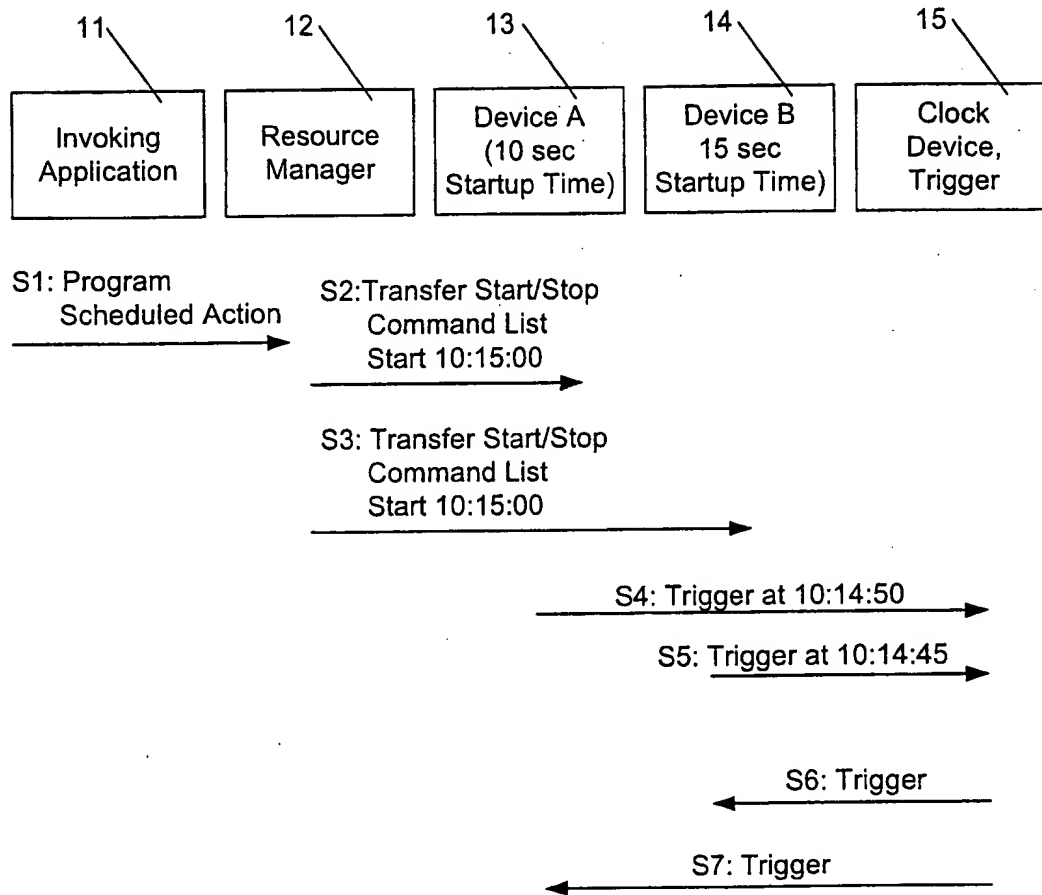 11
12
13
14
15
Invoking
Application
Resource
Manager
Device A
(10 sec
Startup Time)
Device B
15 sec
Startup Time)
Clock
Device,
Trigger
S1: Program
Scheduled Action
S2:Transfer Start/Stop
Command List
Start 10:15:00
S3: Transfer Start/Stop
Command List
Start 10:15:00
S4: Trigger at 10:14:50
S5: Trigger at 10:14:45
S6: Trigger
S7: Trigger